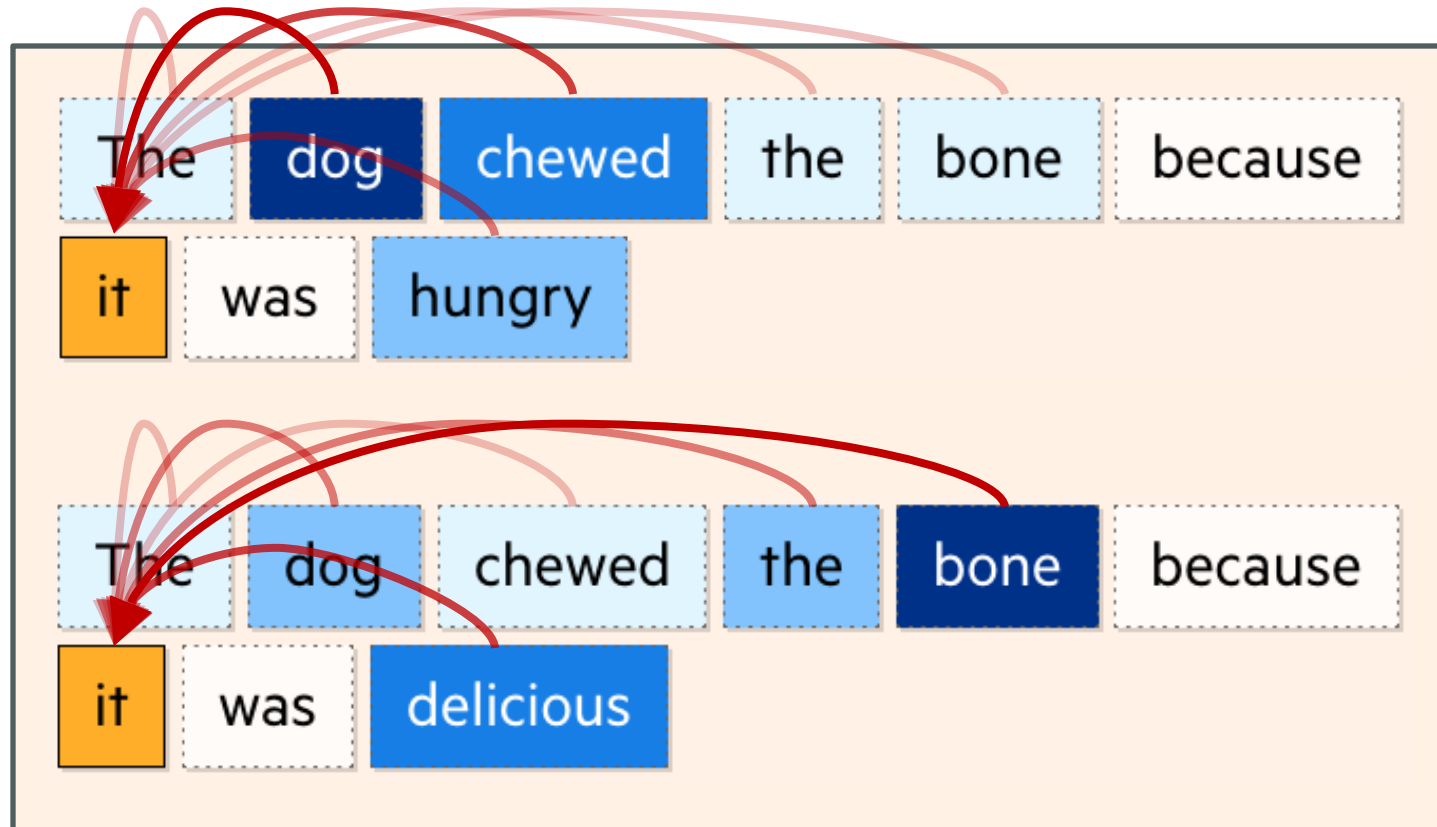 The dog chewed the bone because
it was hungry
The dog chewed the bone because
it was delicious